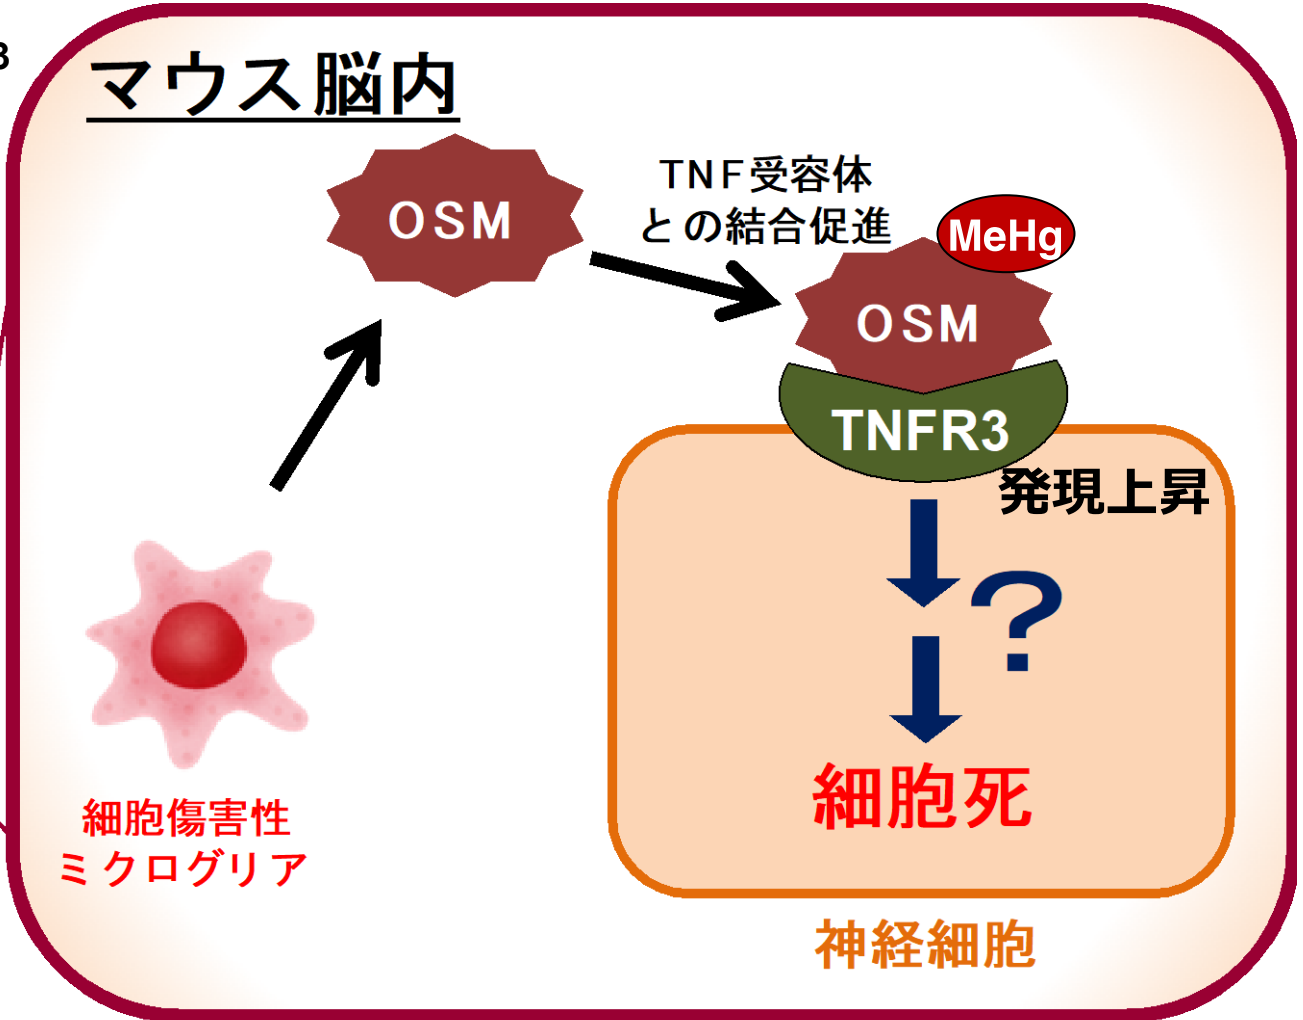 マウス脳内
OSM
TNF受容体
との結合促進
MeHg
OSM
TNFR3
発現上昇
?
細胞死
細胞傷害性
ミクログリア
神経細胞